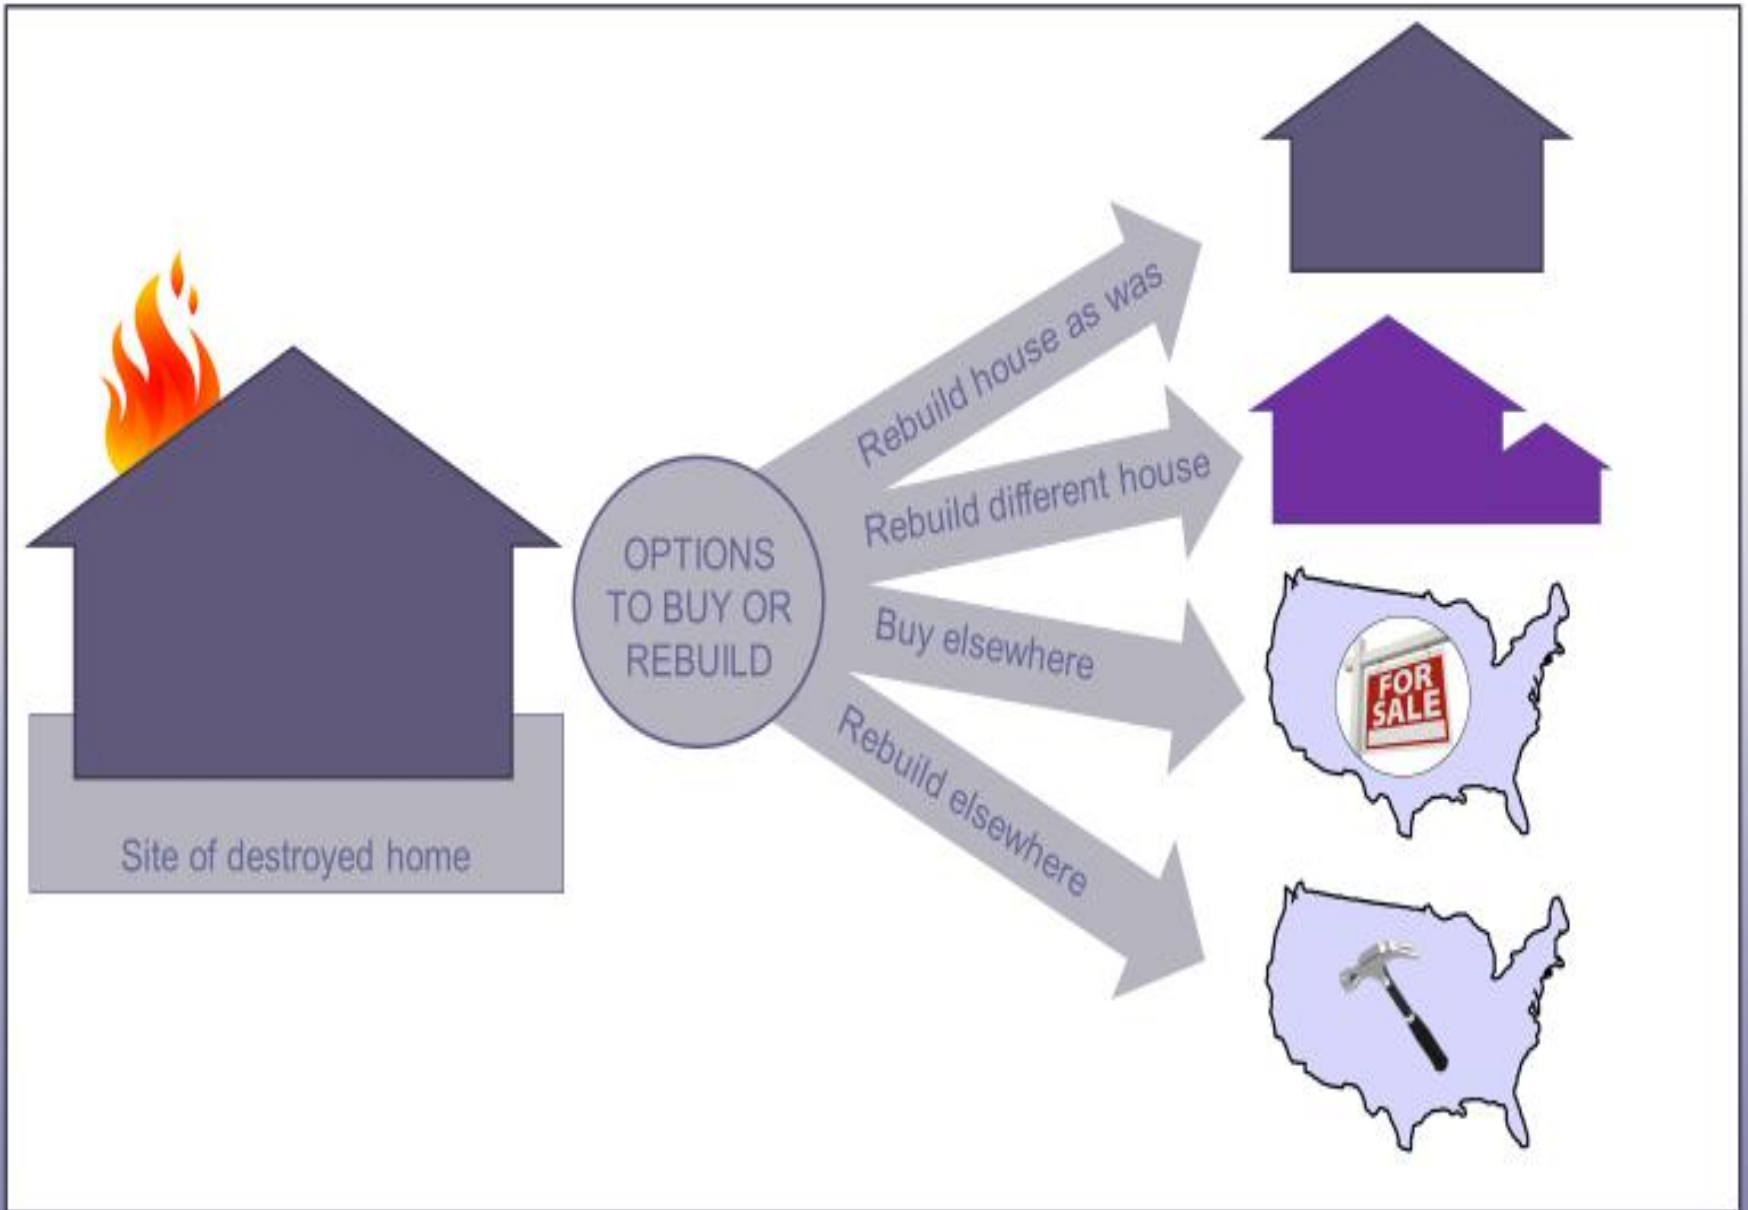 Site of destroyed home
OPTIONS
TO BUY OR
REBUILD
Rebuild house as was
Rebuild different house
Buy elsewhere
Rebuild elsewhere
FOR
SALE